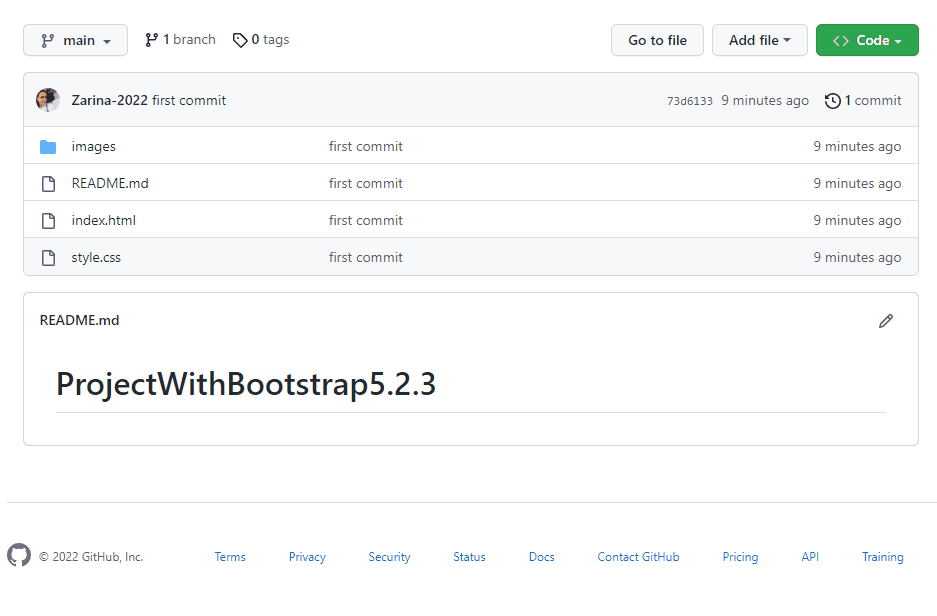 main 1 branch 0 tags Go to file Add file Code
Zarina-2022 first commit 73d6133 9 minutes ago 1 commit
images first commit 9 minutes ago
README.md first commit 9 minutes ago
index.html first commit 9 minutes ago
style.css first commit 9 minutes ago
README.md
ProjectWithBootstrap5.2.3
© 2022 GitHub, Inc. Terms Privacy Security Status Docs Contact GitHub Pricing API Training